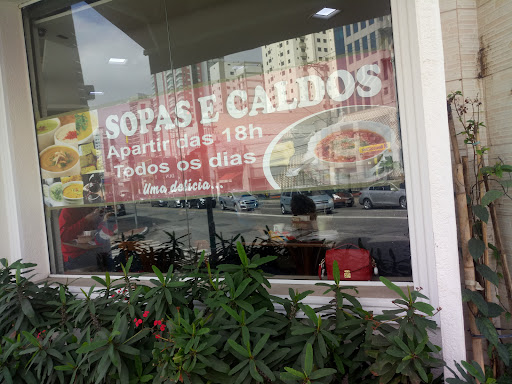 SOPAS E CALDOS
Apartir das 18h
Todos os dias
Uma delícia...